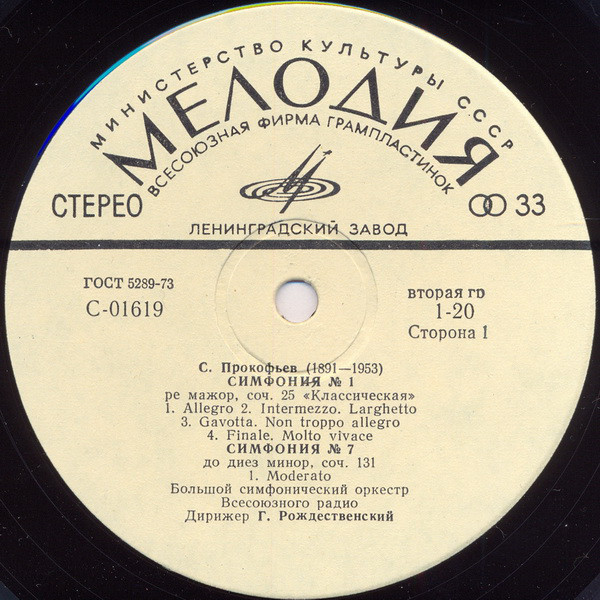 МИНИСТЕРСТВО КУЛЬТУРЫ СССР
МЕЛОДИЯ
ВСЕСОЮЗНАЯ ФИРМА ГРАМПЛАСТИНОК
СТЕРЕО
33
ЛЕНИНГРАДСКИЙ ЗАВОД
ГОСТ 5289-73
С-01619
вторая гр
1-20
Сторона 1
С. Прокофьев (1891—1953)
СИМФОНИЯ № 1
ре мажор, соч. 25 «Классическая»
1. Allegro 2. Intermezzo. Larghetto
3. Gavotta. Non troppo allegro
4. Finale. Molto vivace
СИМФОНИЯ № 7
до диез минор, соч. 131
1. Moderato
Большой симфонический оркестр
Всесоюзного радио
Дирижер Г. Рождественский